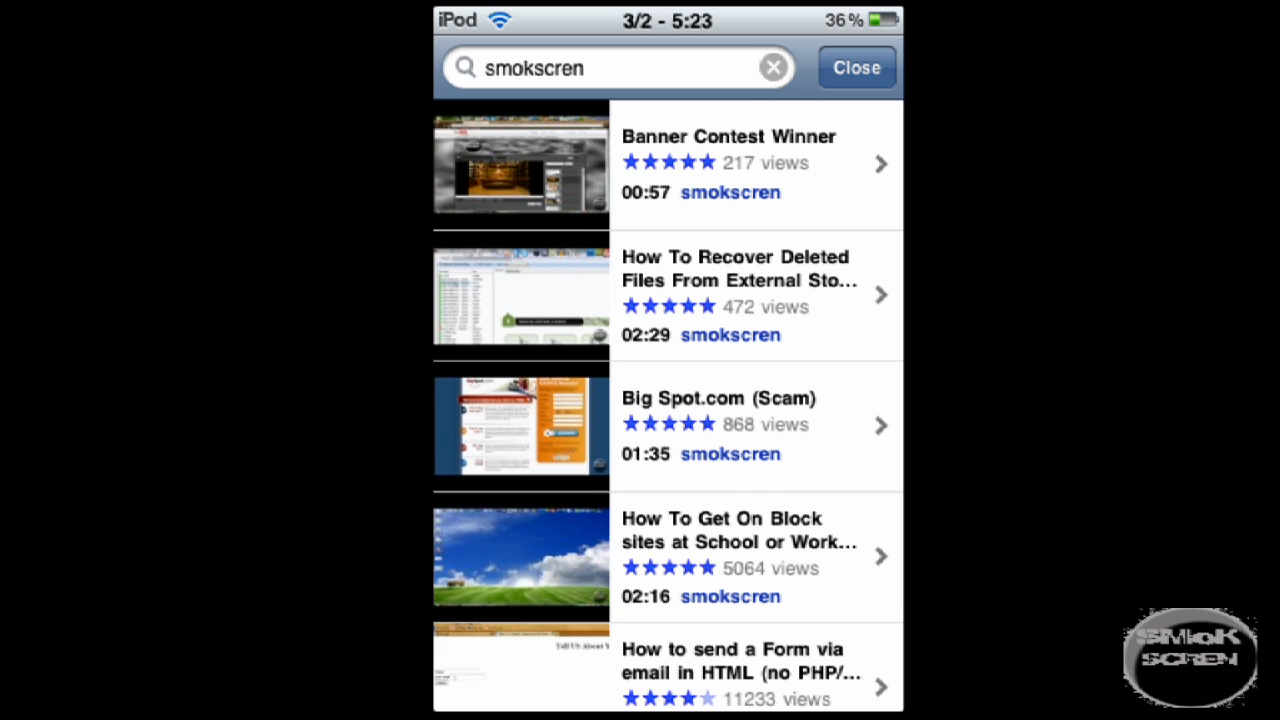 iPod 3/2 - 5:23 36%
smokscren Close
Banner Contest Winner
217 views
00:57 smokscren
How To Recover Deleted
Files From External Sto...
472 views
02:29 smokscren
Big Spot.com (Scam)
868 views
01:35 smokscren
How To Get On Block
sites at School or Work...
5064 views
02:16 smokscren
Tell US About Y
How to send a Form via
email in HTML (no PHP/...
11233 views
SMoK
SCREN